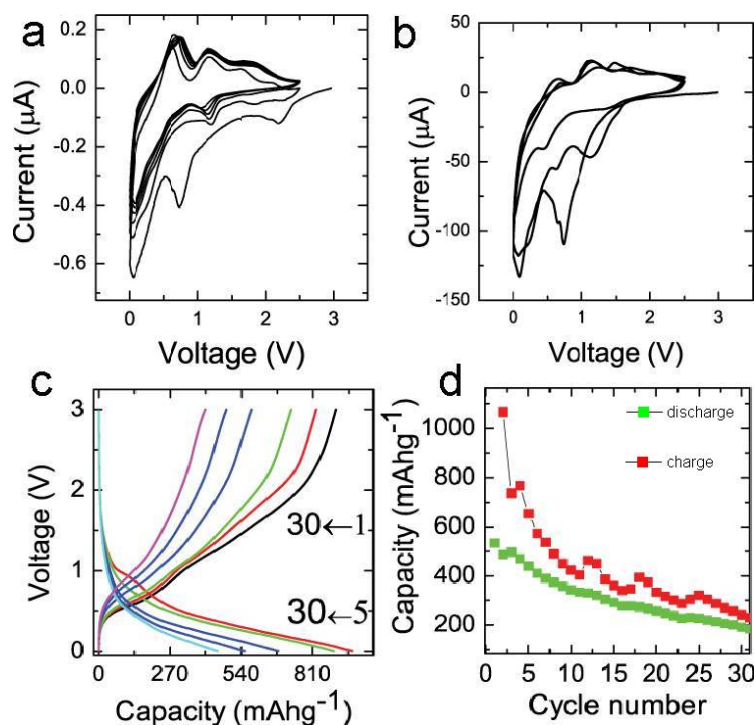 a
0.2
0.0
-0.2
-0.4
-0.6
Current (µA)
0 1 2 3
Voltage (V)
b
50
0
-50
-100
-150
Current (µA)
0 1 2 3
Voltage (V)
c
3
2
1
0
Voltage (V)
30←1
30←5
0 270 540 810
Capacity (mAhg⁻¹)
d
discharge
charge
1000
800
600
400
200
Capacity (mAhg⁻¹)
0 5 10 15 20 25 30
Cycle number